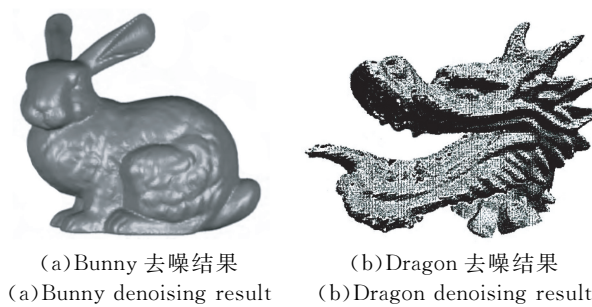 (a)Bunny 去噪结果
(a)Bunny denoising result
(b)Dragon 去噪结果
(b)Dragon denoising result